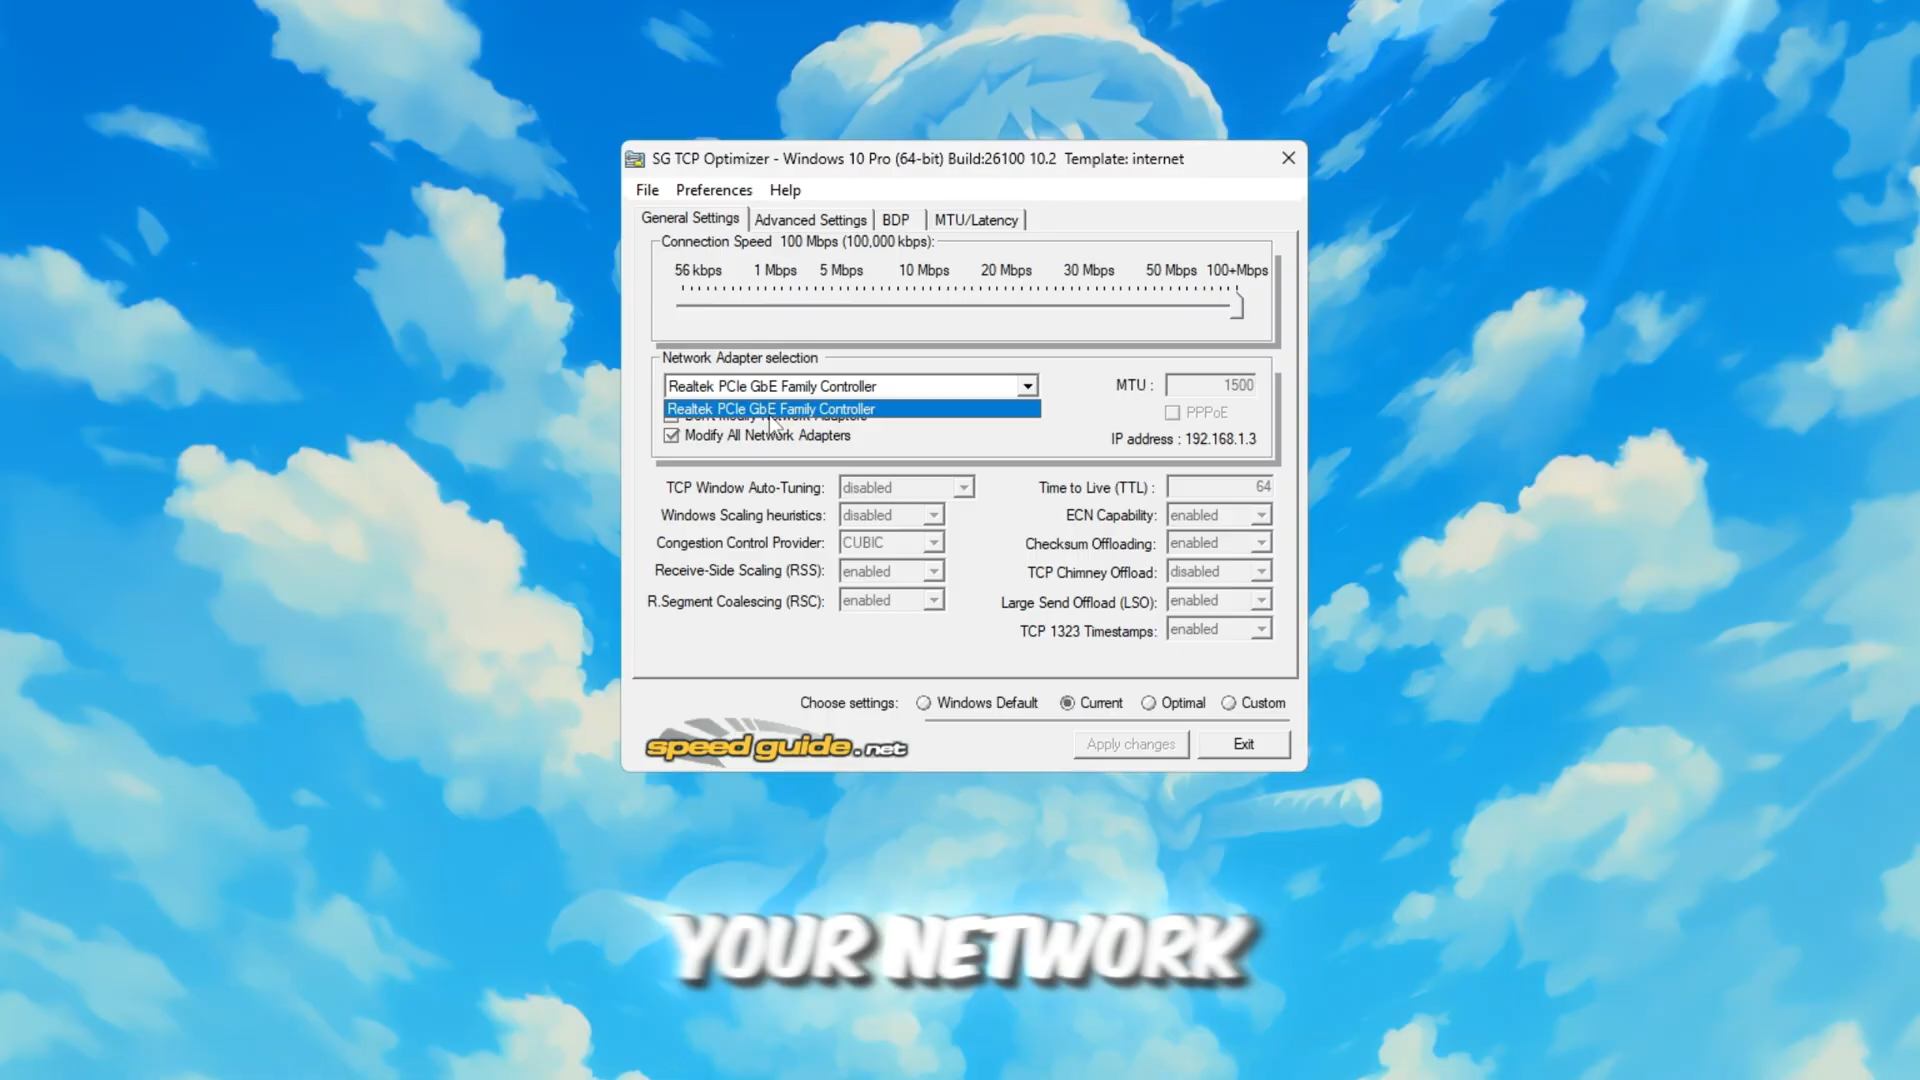 SG TCP Optimizer - Windows 10 Pro (64-bit) Build:26100 10.2 Template: internet
File Preferences Help
General Settings Advanced Settings BDP MTU/Latency
Connection Speed 100 Mbps (100,000 kbps):
56 kbps 1 Mbps 5 Mbps 10 Mbps 20 Mbps 30 Mbps 50 Mbps 100+Mbps
Network Adapter selection
Realtek PCIe GbE Family Controller MTU : 1500
Realtek PCIe GbE Family Controller PPPoE
Don't Modify Network Adapters
Modify All Network Adapters IP address : 192.168.1.3
TCP Window Auto-Tuning: disabled Time to Live (TTL) : 64
Windows Scaling heuristics: disabled ECN Capability: enabled
Congestion Control Provider: CUBIC Checksum Offloading: enabled
Receive-Side Scaling (RSS): enabled TCP Chimney Offload: disabled
R.Segment Coalescing (RSC): enabled Large Send Offload (LSO): enabled
TCP 1323 Timestamps: enabled
Choose settings: Windows Default Current Optimal Custom
speed guide.net Apply changes Exit
YOUR NETWORK